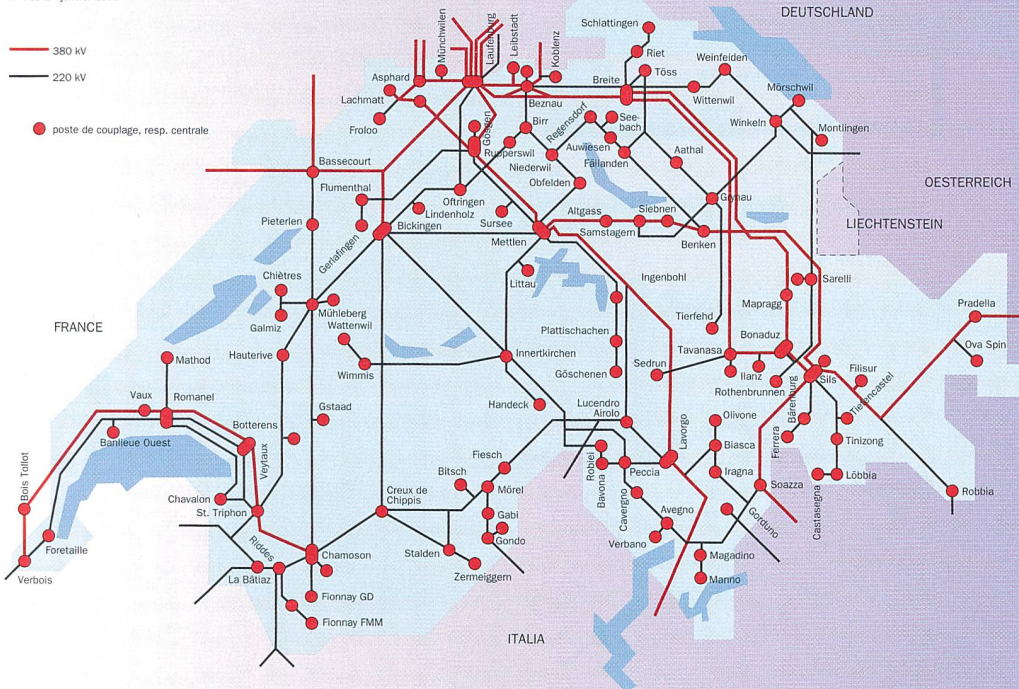 DEUTSCHLAND
380 kV
220 kV
poste de couplage, resp. centrale
Münchwilen
Laufenburg
Leibstadt
Koblenz
Schlattingen
Riet
Töss
Weinfelden
Asphard
Lachmatt
Froloo
Beznau
Breite
Wittenwil
Mörschwil
Winkeln
Montlingen
Gösgen
Birr
Regensdorf
See-
bach
Rupperswil
Niederwil
Auwiesen
Fällanden
Aathal
Bassecourt
Flumenthal
Obfelden
Grynau
OESTERREICH
Oftringen
Lindenholz
Sursee
Altgass
Siebnen
LIECHTENSTEIN
Pieterlen
Gerlafingen
Bickingen
Mettlen
Samstagern
Benken
Chiètres
Littau
Ingenbohl
Sarelli
Mühleberg
Mapragg
Pradella
Galmiz
Wattenwil
Plattischachen
Tierfehd
FRANCE
Bonaduz
Ova Spin
Mathod
Hauterive
Wimmis
Innertkirchen
Göschenen
Sedrun
Tavanasa
Ilanz
Rothenbrunnen
Sils
Filisur
Vaux
Romanel
Handeck
Bärenburg
Tiefencastel
Banlieue Ouest
Botterens
Gstaad
Lucendro
Airolo
Lavorgo
Olivone
Ferrera
Tinizong
Veytaux
Biasca
Bois Tollot
Fiesch
Robiei
Bavona
Peccia
Iragna
Soazza
Castasegna
Löbbia
Robbia
Chavalon
St. Triphon
Creux de
Chippis
Bitsch
Mörel
Cavergno
Gorduno
Foretaille
Gabi
Avegno
Verbois
Riddes
Chamoson
Stalden
Gondo
Verbano
Magadino
La Bâtiaz
Zermeiggern
Manno
Fionnay GD
Fionnay FMM
ITALIA